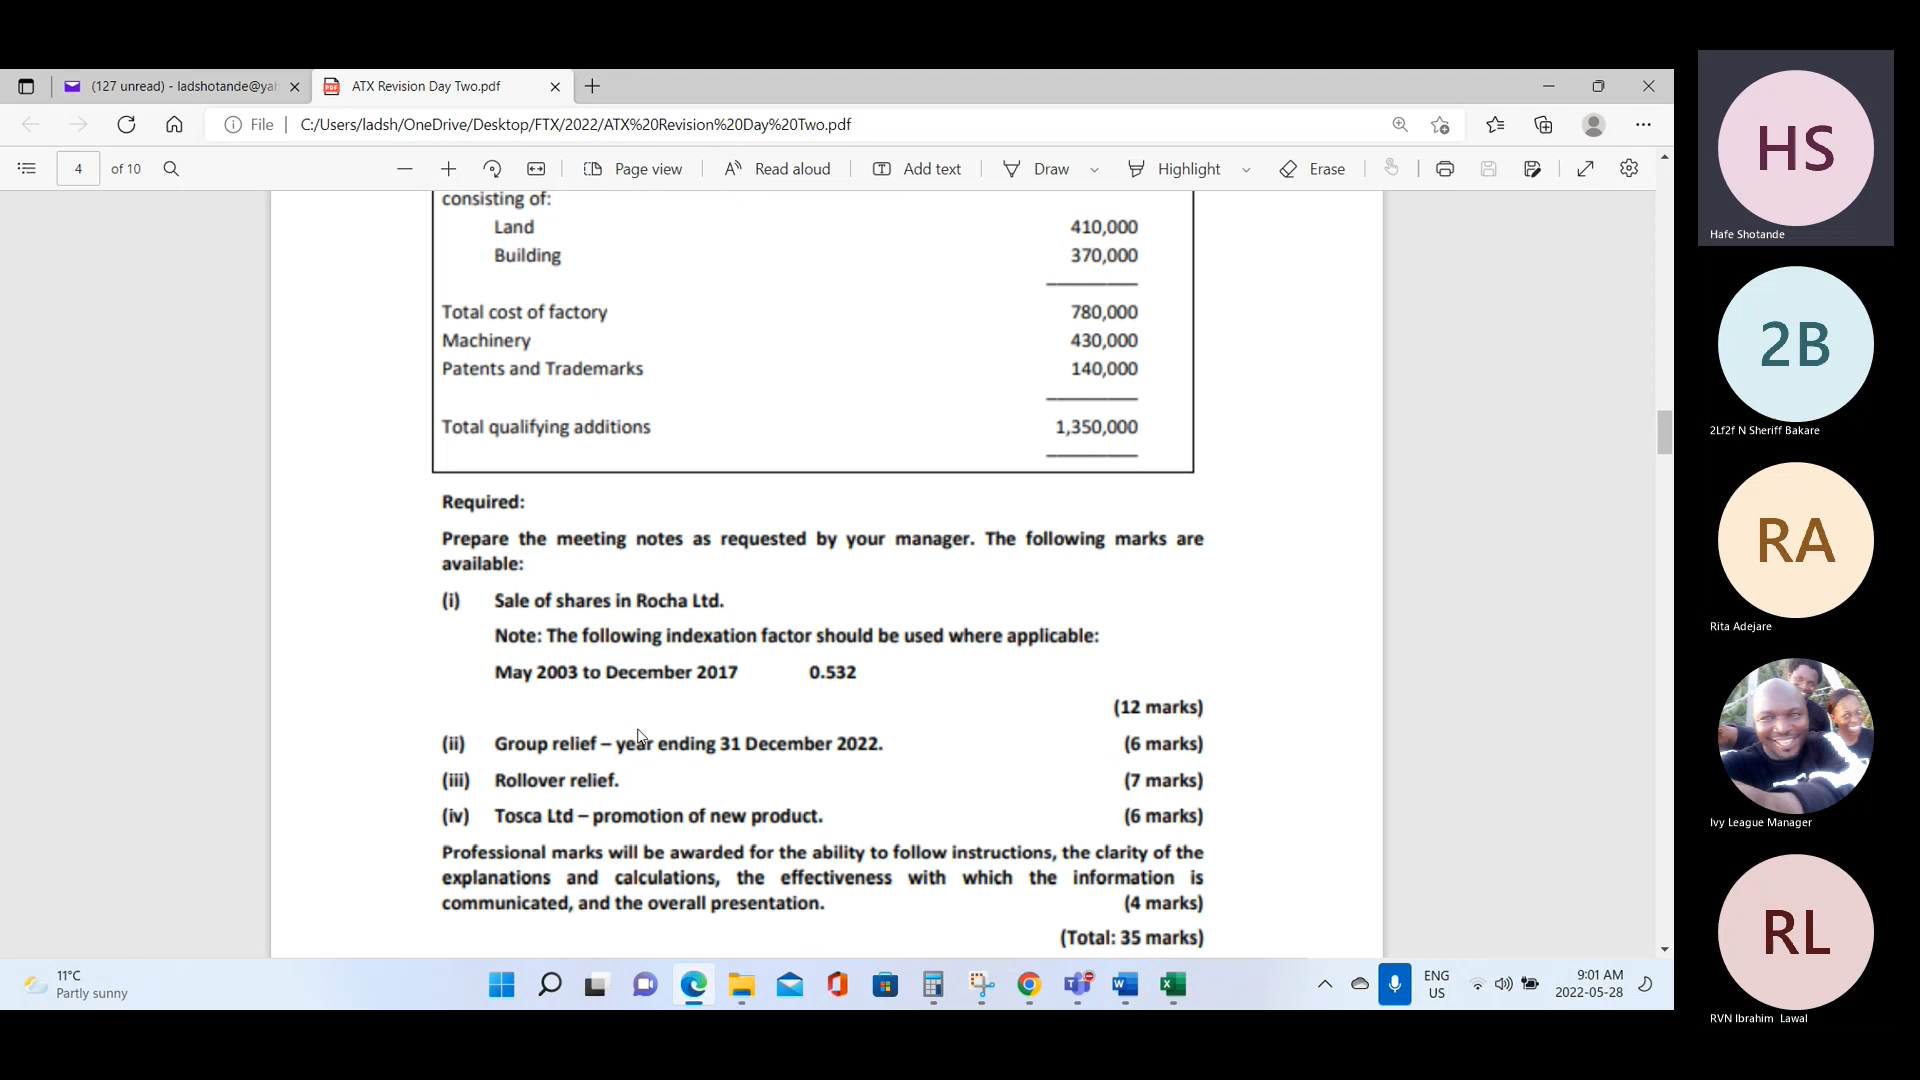 (127 unread) - ladshotande@yah
ATX Revision Day Two.pdf
File
C:/Users/ladsh/OneDrive/Desktop/FTX/2022/ATX%20Revision%20Day%20Two.pdf
4
of 10
Page view
Read aloud
Add text
Draw
Highlight
Erase
consisting of:
Land 410,000
Building 370,000
Total cost of factory 780,000
Machinery 430,000
Patents and Trademarks 140,000
Total qualifying additions 1,350,000
Required:
Prepare the meeting notes as requested by your manager. The following marks are
available:
(i) Sale of shares in Rocha Ltd.
Note: The following indexation factor should be used where applicable:
May 2003 to December 2017 0.532
(12 marks)
(ii) Group relief – year ending 31 December 2022. (6 marks)
(iii) Rollover relief. (7 marks)
(iv) Tosca Ltd – promotion of new product. (6 marks)
Professional marks will be awarded for the ability to follow instructions, the clarity of the
explanations and calculations, the effectiveness with which the information is
communicated, and the overall presentation. (4 marks)
(Total: 35 marks)
11°C
Partly sunny
ENG
US
9:01 AM
2022-05-28
HS
Hafe Shotande
2B
2Lf2f N Sheriff Bakare
RA
Rita Adejare
Ivy League Manager
RL
RVN Ibrahim Lawal